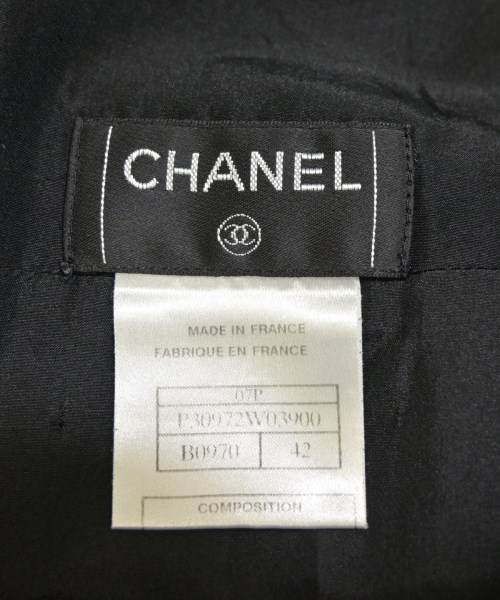 CHANEL
MADE IN FRANCE
FABRIQUE EN FRANCE
07P
P30972W03900
B0970 42
COMPOSITION